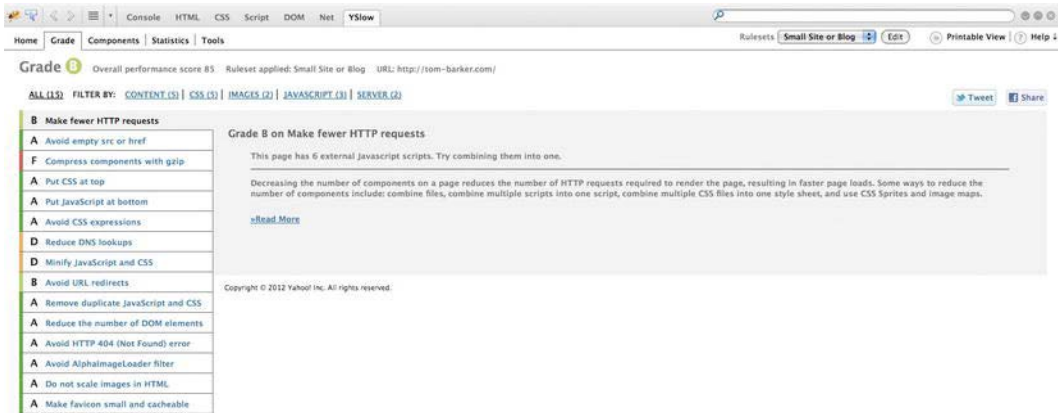 Console HTML CSS Script DOM Net YSlow
Home Grade Components Statistics Tools Rulesets Small Site or Blog Edit Printable View ? Help ↓
Grade B Overall performance score 85 Ruleset applied: Small Site or Blog URL: http://tom-barker.com/
ALL (15) FILTER BY: CONTENT (5) | CSS (5) | IMAGES (2) | JAVASCRIPT (3) | SERVER (2) Tweet Share
B Make fewer HTTP requests
A Avoid empty src or href
F Compress components with gzip
A Put CSS at top
A Put JavaScript at bottom
A Avoid CSS expressions
D Reduce DNS lookups
D Minify JavaScript and CSS
B Avoid URL redirects
A Remove duplicate JavaScript and CSS
A Reduce the number of DOM elements
A Avoid HTTP 404 (Not Found) error
A Avoid AlphaImageLoader filter
A Do not scale images in HTML
A Make favicon small and cacheable
Grade B on Make fewer HTTP requests
This page has 6 external Javascript scripts. Try combining them into one.
Decreasing the number of components on a page reduces the number of HTTP requests required to render the page, resulting in faster page loads. Some ways to reduce the
number of components include: combine files, combine multiple scripts into one script, combine multiple CSS files into one style sheet, and use CSS Sprites and image maps.
»Read More
Copyright © 2012 Yahoo! Inc. All rights reserved.